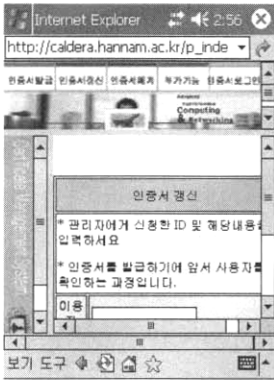 Internet Explorer 2:56
http://caldera.hannam.ac.kr/p_inde
인증서발급 인증서갱신 인증서폐기 부가기능 인증서로그인
Advanced
Computing
& Networking
인증서 갱신
* 관리자에게 신청한 ID 및 해당내용을
입력하세요
* 인증서를 발급하기에 앞서 사용자를
확인하는 과정입니다.
이용
보기 도구